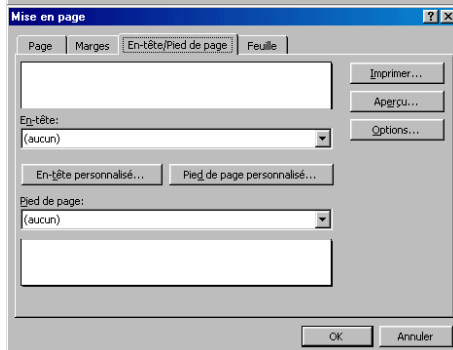 Mise en page
Page Marges En-tête/Pied de page Feuille
Imprimer...
Aperçu...
En-tête:
(aucun)
Options...
En-tête personnalisé... Pied de page personnalisé...
Pied de page:
(aucun)
OK Annuler